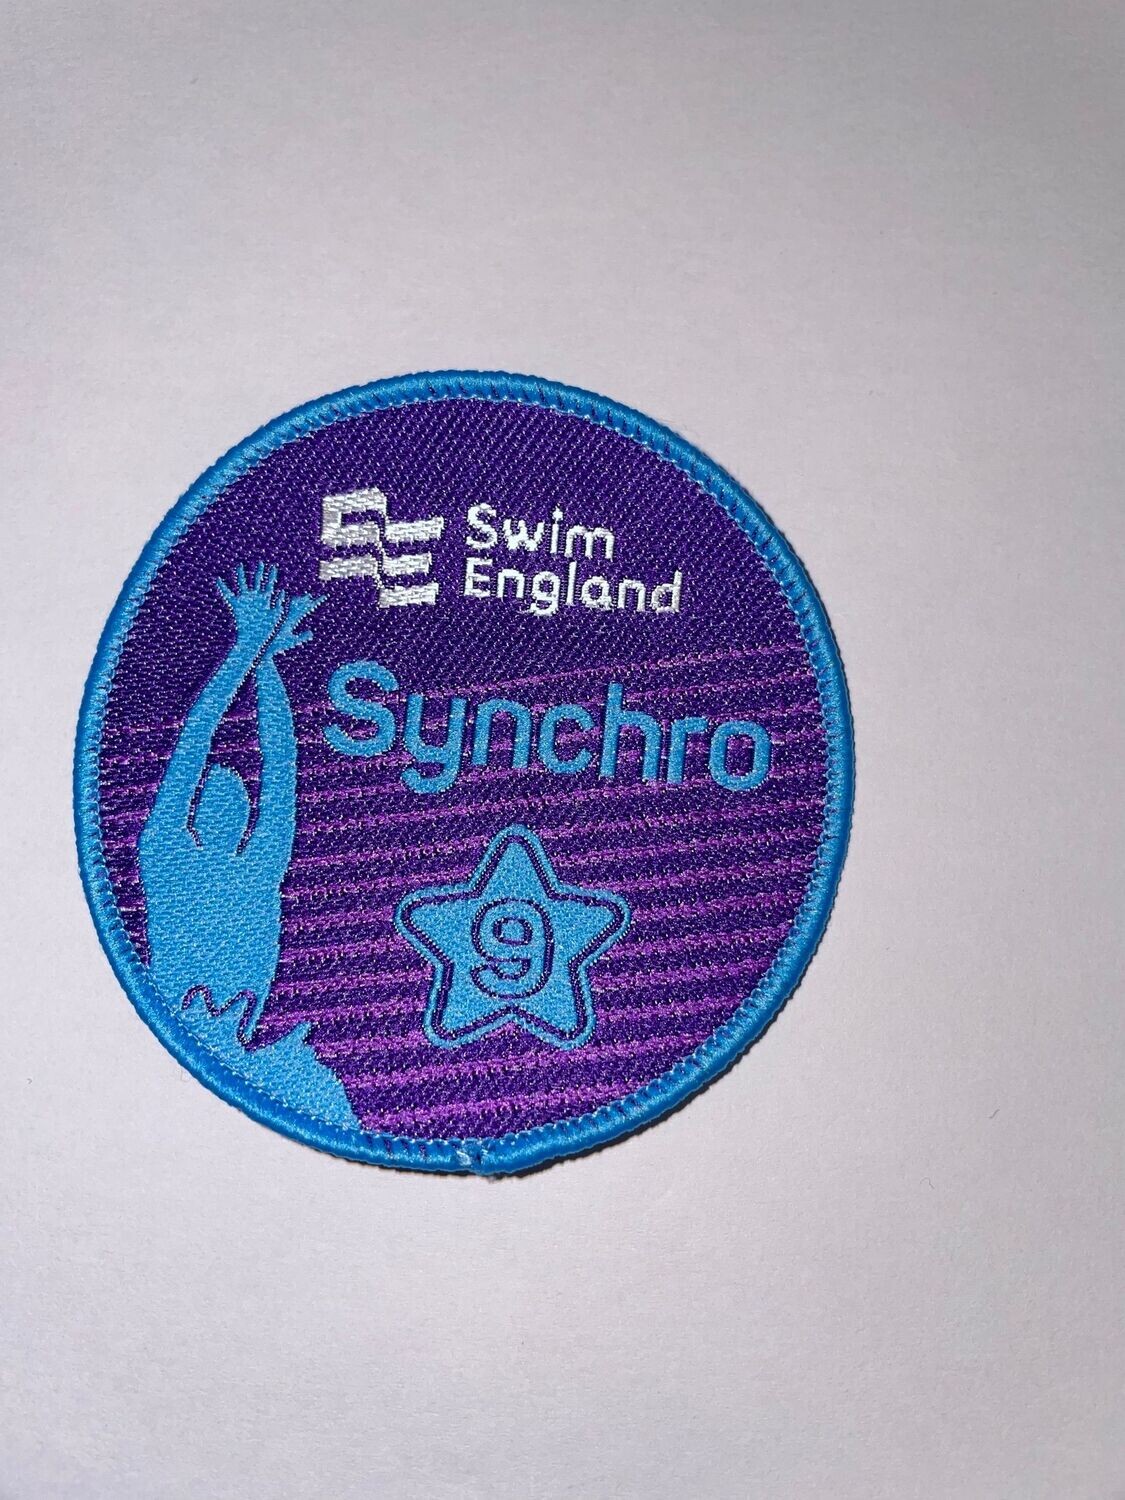 Swim
England
Synchro
9